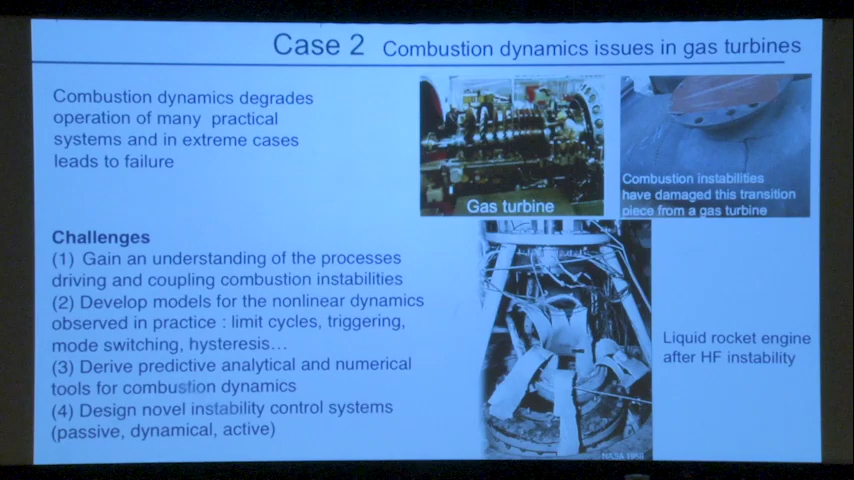 Case 2 Combustion dynamics issues in gas turbines
Combustion dynamics degrades
operation of many practical
systems and in extreme cases
leads to failure
Gas turbine
Combustion instabilities
have damaged this transition
piece from a gas turbine
Challenges
(1) Gain an understanding of the processes
driving and coupling combustion instabilities
(2) Develop models for the nonlinear dynamics
observed in practice : limit cycles, triggering,
mode switching, hysteresis...
(3) Derive predictive analytical and numerical
tools for combustion dynamics
(4) Design novel instability control systems
(passive, dynamical, active)
Liquid rocket engine
after HF instability
NASA 1958